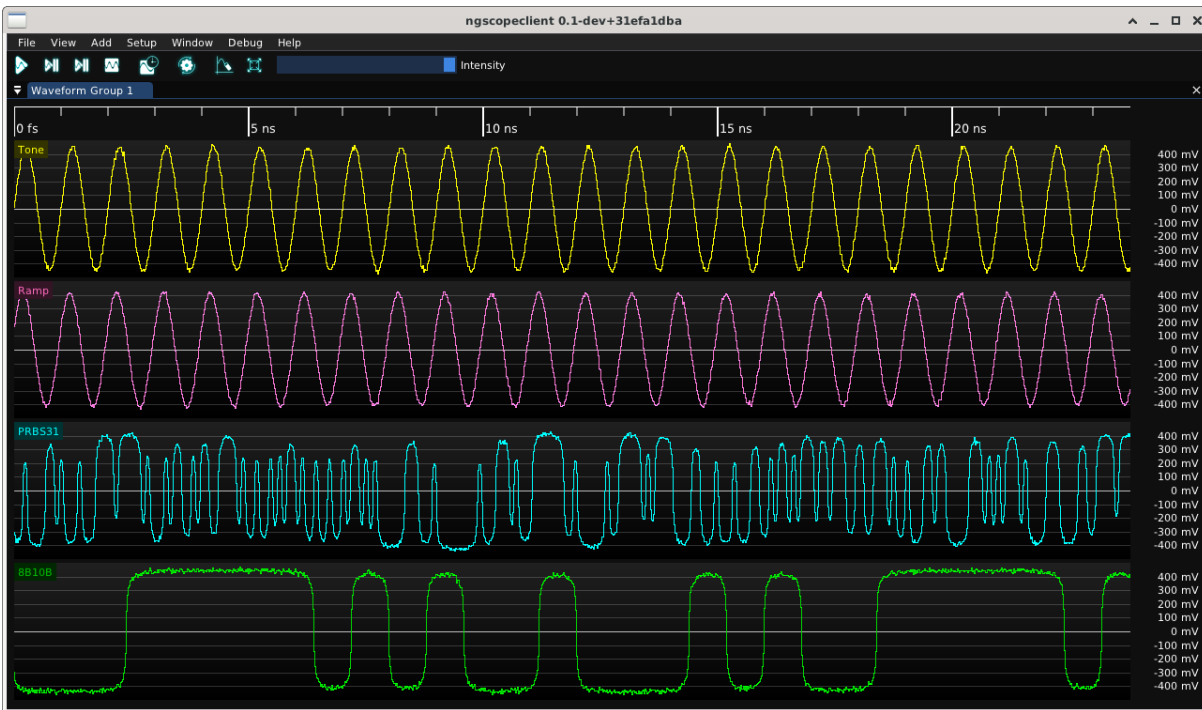 ngscopeclient 0.1-dev+31efa1dba
File View Add Setup Window Debug Help
Intensity
Waveform Group 1
0 fs 5 ns 10 ns 15 ns 20 ns
Tone
400 mV
300 mV
200 mV
100 mV
0 mV
-100 mV
-200 mV
-300 mV
-400 mV
Ramp
400 mV
300 mV
200 mV
100 mV
0 mV
-100 mV
-200 mV
-300 mV
-400 mV
PRBS31
400 mV
300 mV
200 mV
100 mV
0 mV
-100 mV
-200 mV
-300 mV
-400 mV
8B10B
400 mV
300 mV
200 mV
100 mV
0 mV
-100 mV
-200 mV
-300 mV
-400 mV